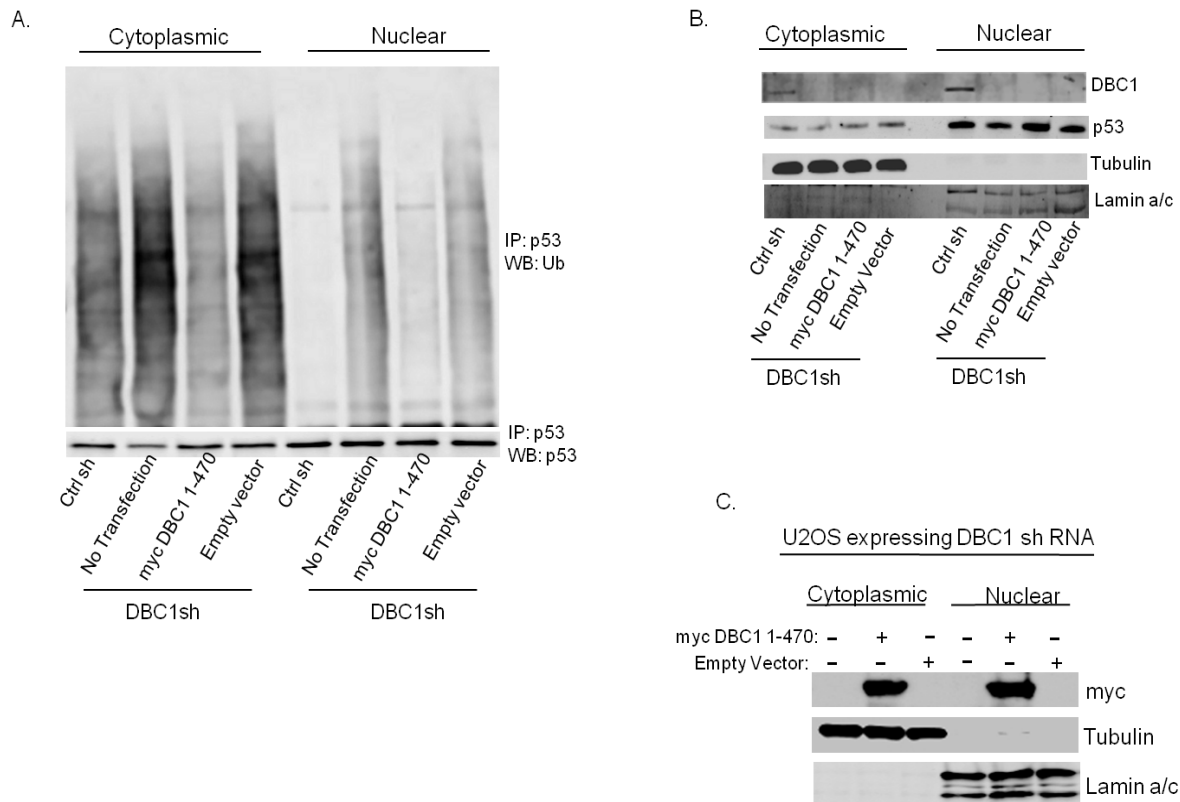 A.
Cytoplasmic Nuclear
IP: p53
WB: Ub
IP: p53
WB: p53
Ctrl sh
No Transfection
myc DBC1 1-470
Empty vector
Ctrl sh
No Transfection
myc DBC1 1-470
Empty vector
DBC1sh DBC1sh
B.
Cytoplasmic Nuclear
DBC1
p53
Tubulin
Lamin a/c
Ctrl sh
No Transfection
myc DBC1 1-470
Empty Vector
Ctrl sh
No Transfection
myc DBC1 1-470
Empty Vector
DBC1sh DBC1sh
C.
U2OS expressing DBC1 sh RNA
Cytoplasmic Nuclear
myc DBC1 1-470: - + - - + -
Empty Vector: - - + - - +
myc
Tubulin
Lamin a/c